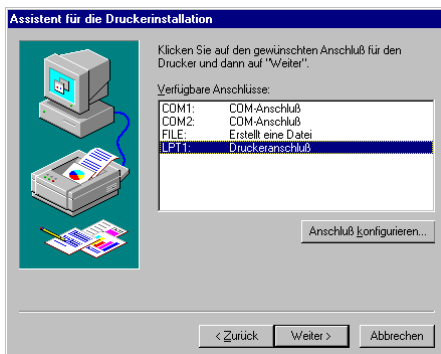 Assistent für die Druckerinstallation
Klicken Sie auf den gewünschten Anschluß für den
Drucker und dann auf "Weiter".
Verfügbare Anschlüsse:
COM1: COM-Anschluß
COM2: COM-Anschluß
FILE: Erstellt eine Datei
LPT1: Druckeranschluß
Anschluß konfigurieren...
< Zurück Weiter > Abbrechen